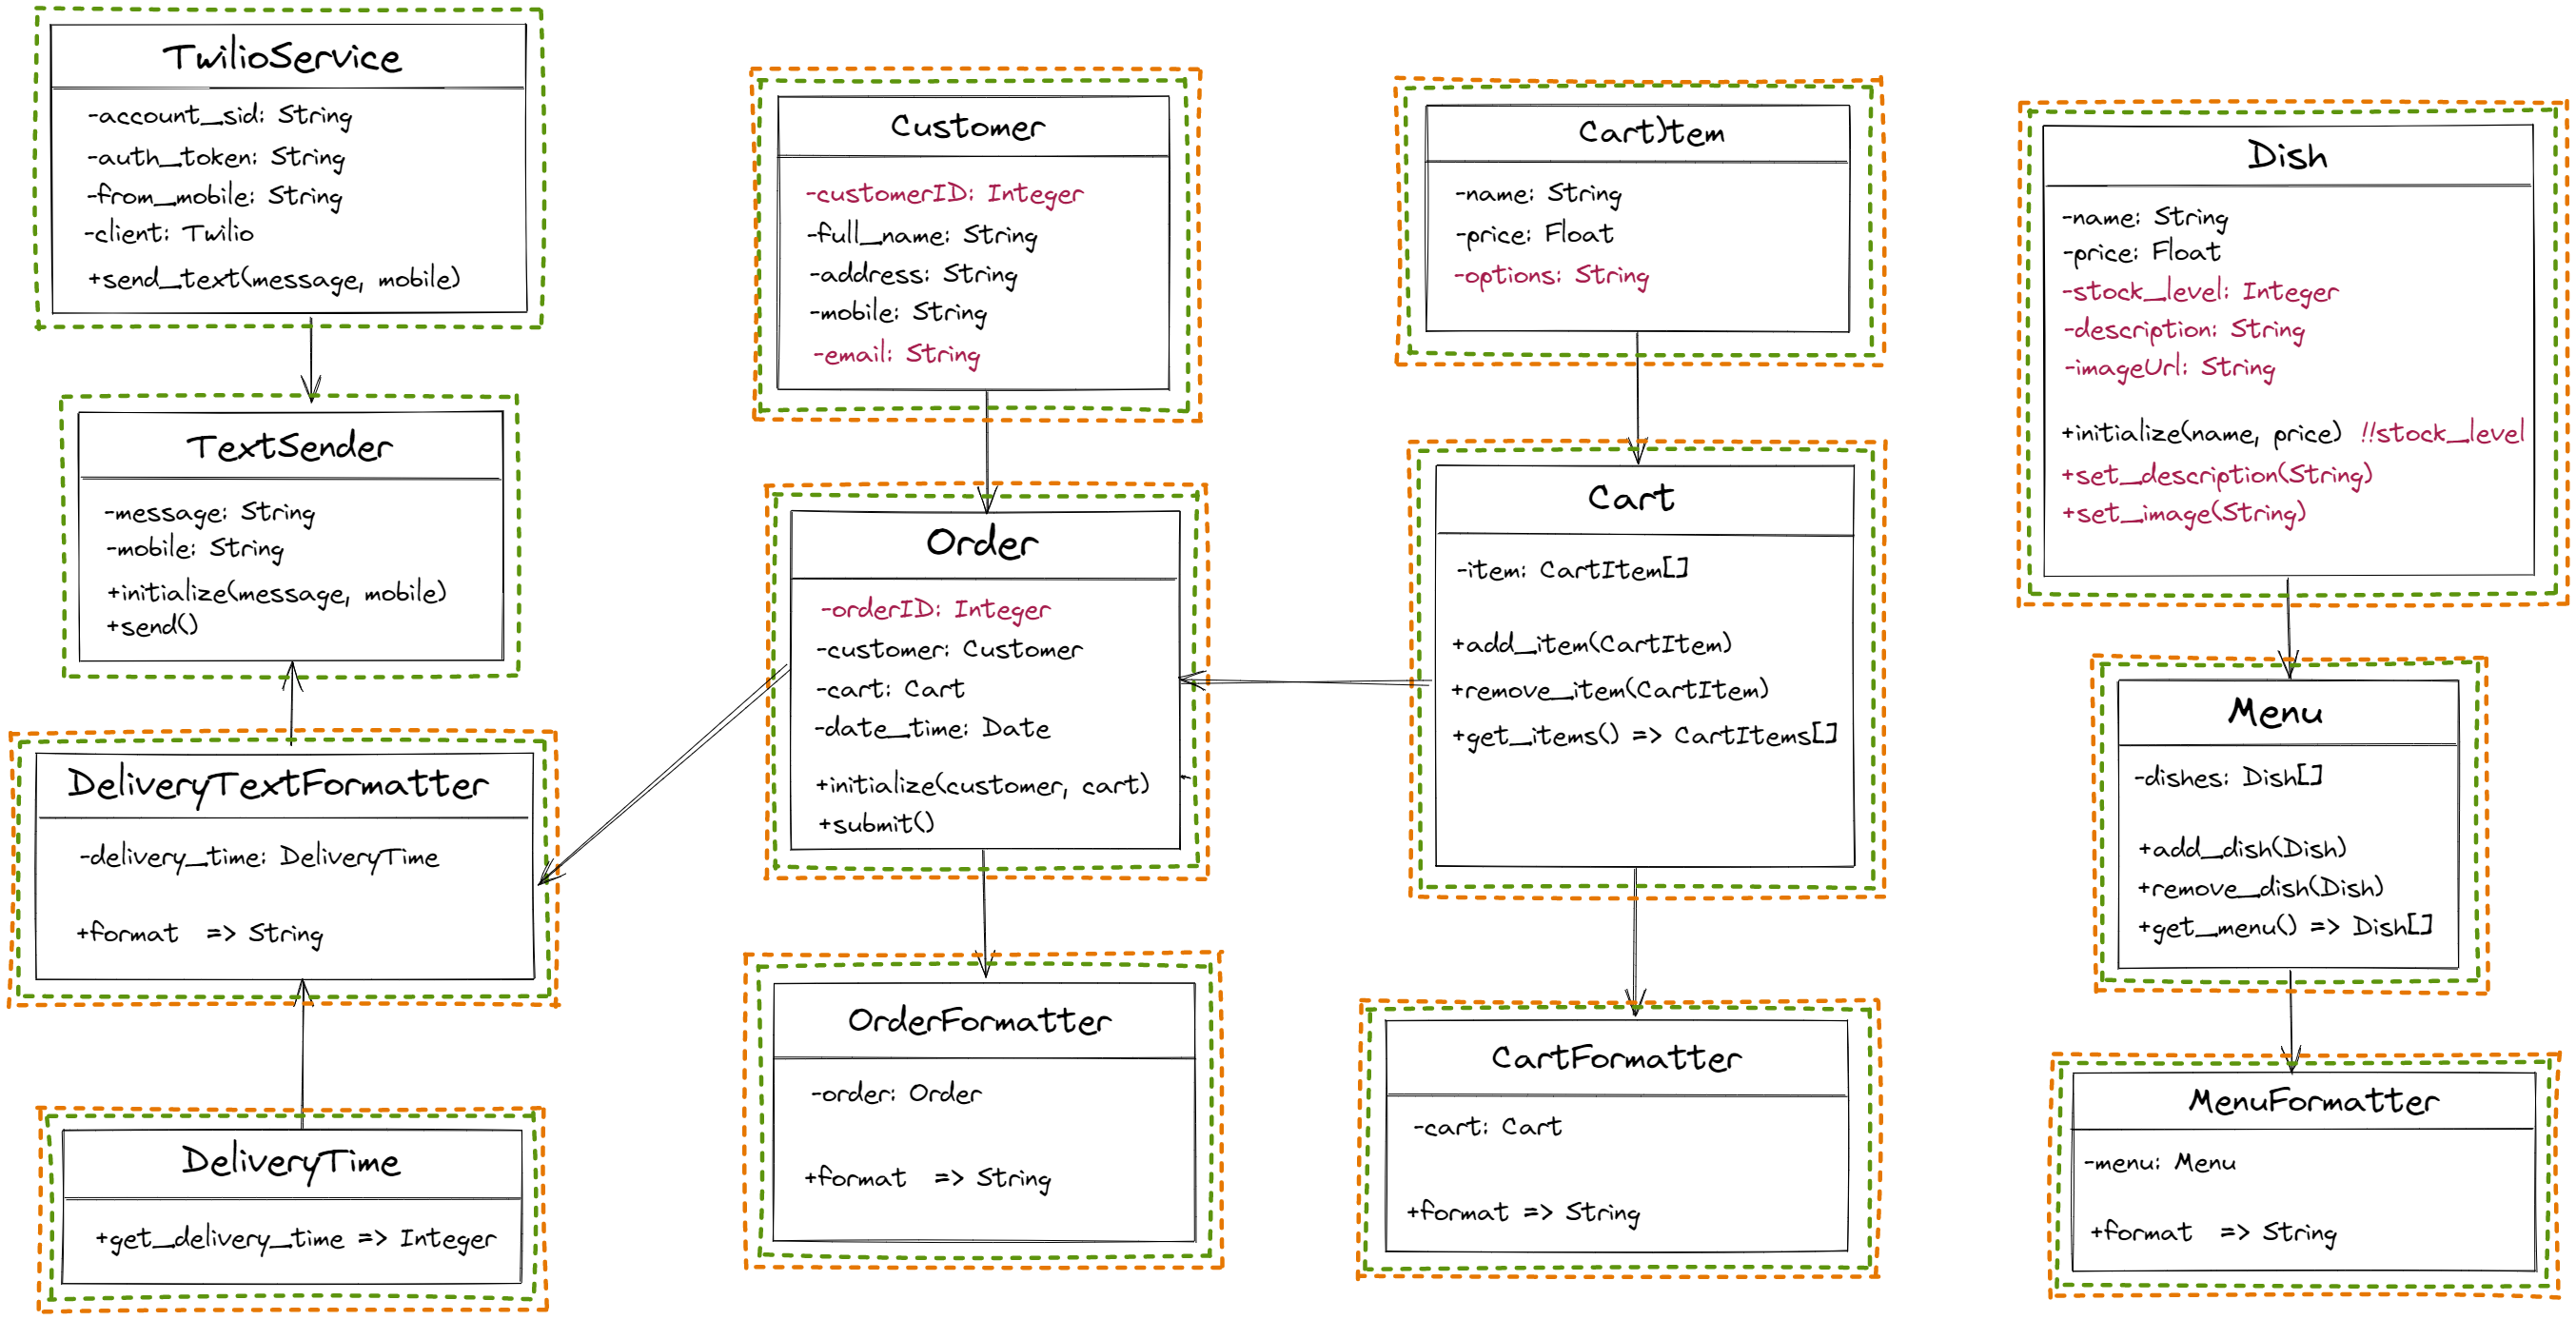 TwilioService
-account_sid: String
-auth_token: String
-from_mobile: String
-client: Twilio
+send_text(message, mobile)
TextSender
-message: String
-mobile: String
+initialize(message, mobile)
+send()
DeliveryTextFormatter
-delivery_time: DeliveryTime
+format => String
DeliveryTime
+get_delivery_time => Integer
Customer
-customerID: Integer
-full_name: String
-address: String
-mobile: String
-email: String
Order
-orderID: Integer
-customer: Customer
-cart: Cart
-date_time: Date
+initialize(customer, cart)
+submit()
OrderFormatter
-order: Order
+format => String
Cart)tem
-name: String
-price: Float
-options: String
Cart
-item: CartItem[]
+add_item(CartItem)
+remove_item(CartItem)
+get_items() => CartItems[]
CartFormatter
-cart: Cart
+format => String
Dish
-name: String
-price: Float
-stock_level: Integer
-description: String
-imageUrl: String
+initialize(name, price) !!stock_level
+set_description(String)
+set_image(String)
Menu
-dishes: Dish[]
+add_dish(Dish)
+remove_dish(Dish)
+get_menu() => Dish[]
MenuFormatter
-menu: Menu
+format => String